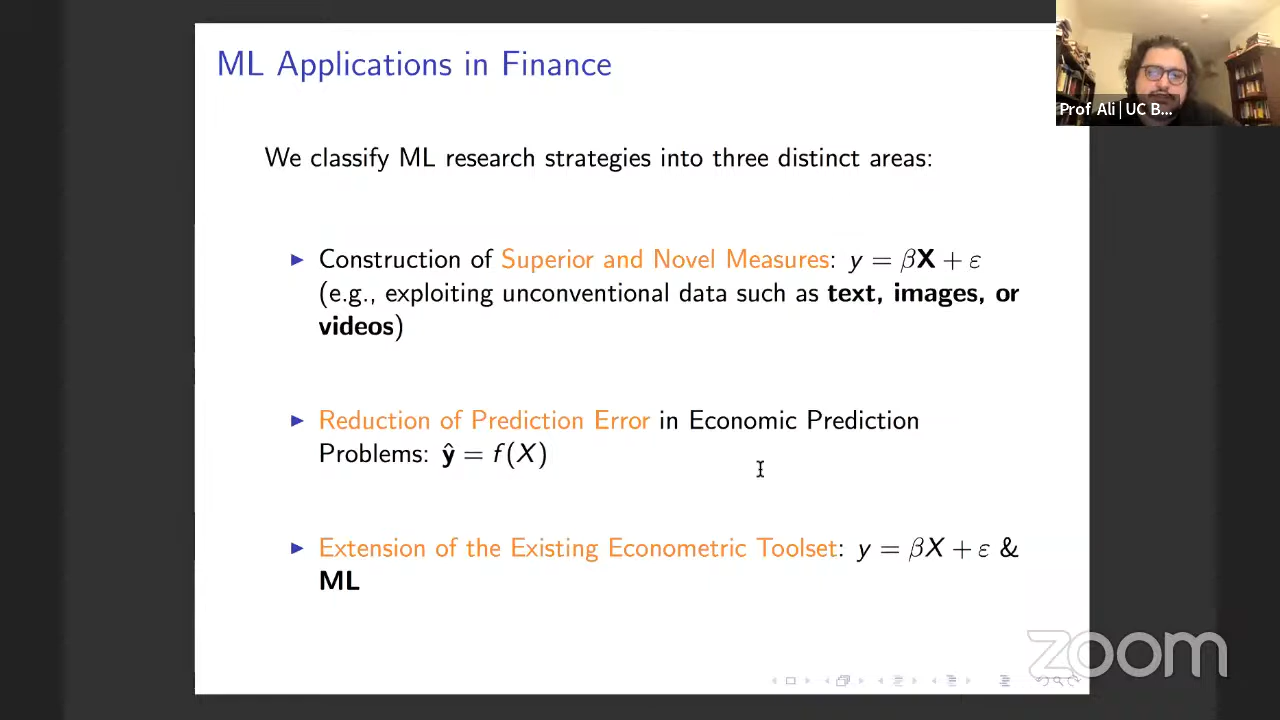 ML Applications in Finance
Prof Ali | UC B...
We classify ML research strategies into three distinct areas:
▶ Construction of Superior and Novel Measures: y = β𝐗 + ε
(e.g., exploiting unconventional data such as text, images, or
videos)
▶ Reduction of Prediction Error in Economic Prediction
Problems: ŷ = f(X)
▶ Extension of the Existing Econometric Toolset: y = βX + ε &
ML
zoom